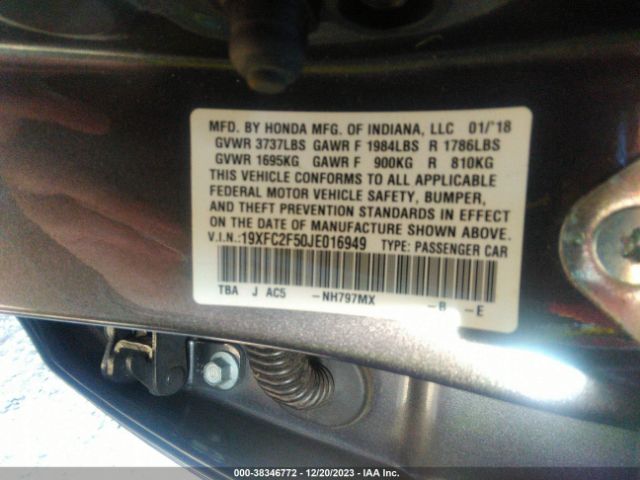 MFD. BY HONDA MFG. OF INDIANA, LLC 01/'18
GVWR 3737LBS GAWR F 1984LBS R 1786LBS
GVWR 1695KG GAWR F 900KG R 810KG
THIS VEHICLE CONFORMS TO ALL APPLICABLE
FEDERAL MOTOR VEHICLE SAFETY, BUMPER,
AND THEFT PREVENTION STANDARDS IN EFFECT
ON THE DATE OF MANUFACTURE SHOWN ABOVE.
V.I.N.:19XFC2F50JE016949 TYPE: PASSENGER CAR
TBA J AC5 -NH797MX -B -E
000-38346772 - 12/20/2023 - IAA Inc.